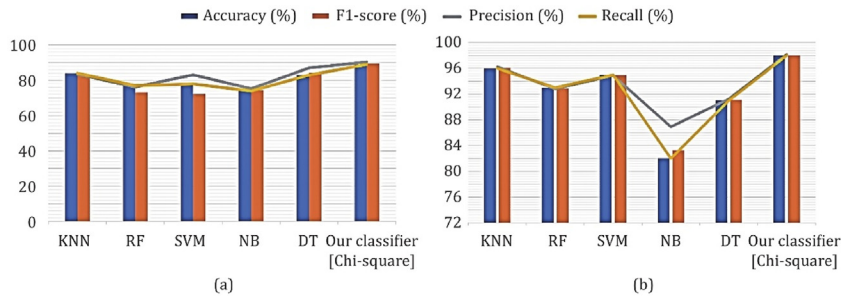 Accuracy (%) F1-score (%) Precision (%) Recall (%)
100
80
60
40
20
0
KNN RF SVM NB DT Our classifier
[Chi-square]
(a)
100
96
92
88
84
80
76
72
KNN RF SVM NB DT Our classifier
[Chi-square]
(b)